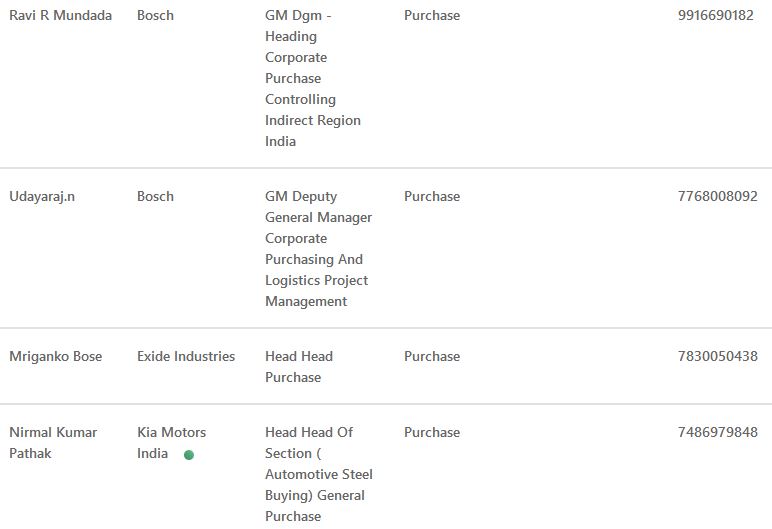 Ravi R Mundada Bosch GM Dgm - Purchase 9916690182
Heading
Corporate
Purchase
Controlling
Indirect Region
India
Udayaraj.n Bosch GM Deputy Purchase 7768008092
General Manager
Corporate
Purchasing And
Logistics Project
Management
Mriganko Bose Exide Industries Head Head Purchase 7830050438
Purchase
Nirmal Kumar Kia Motors Head Head Of Purchase 7486979848
Pathak India Section (
Automotive Steel
Buying) General
Purchase